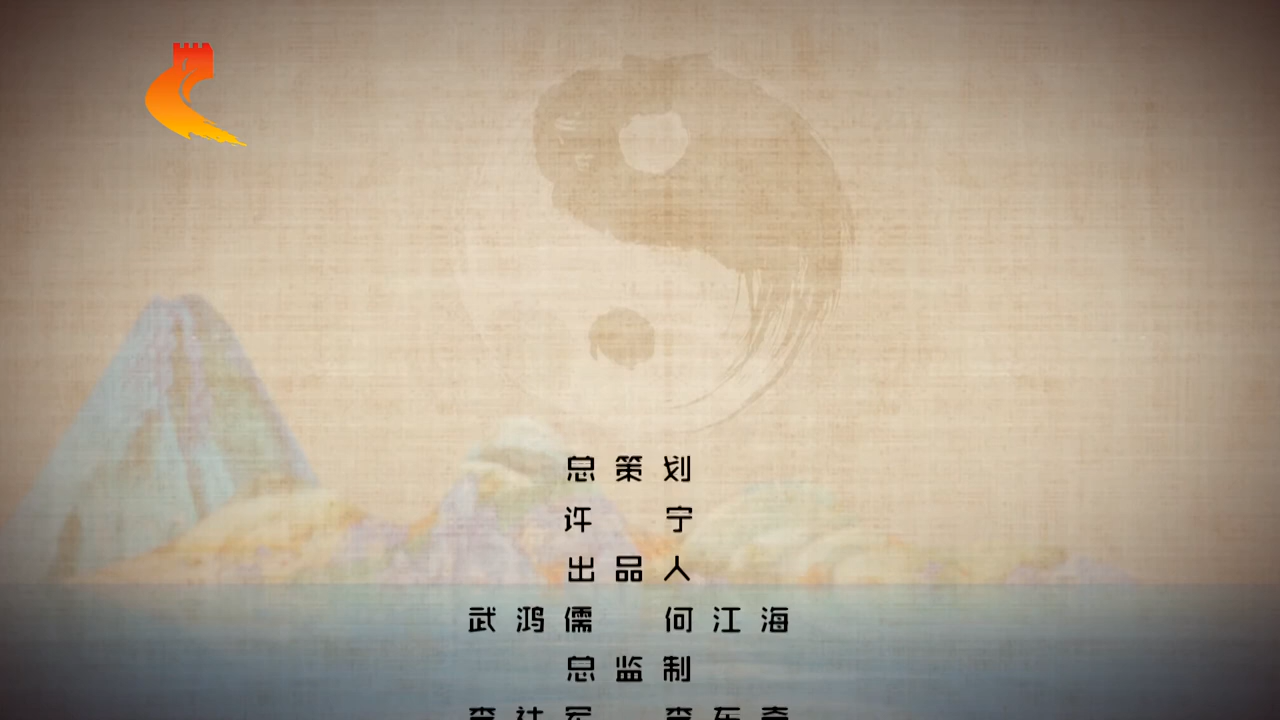 总策划
许 宁
出品人
武鸿儒 何江海
总监制